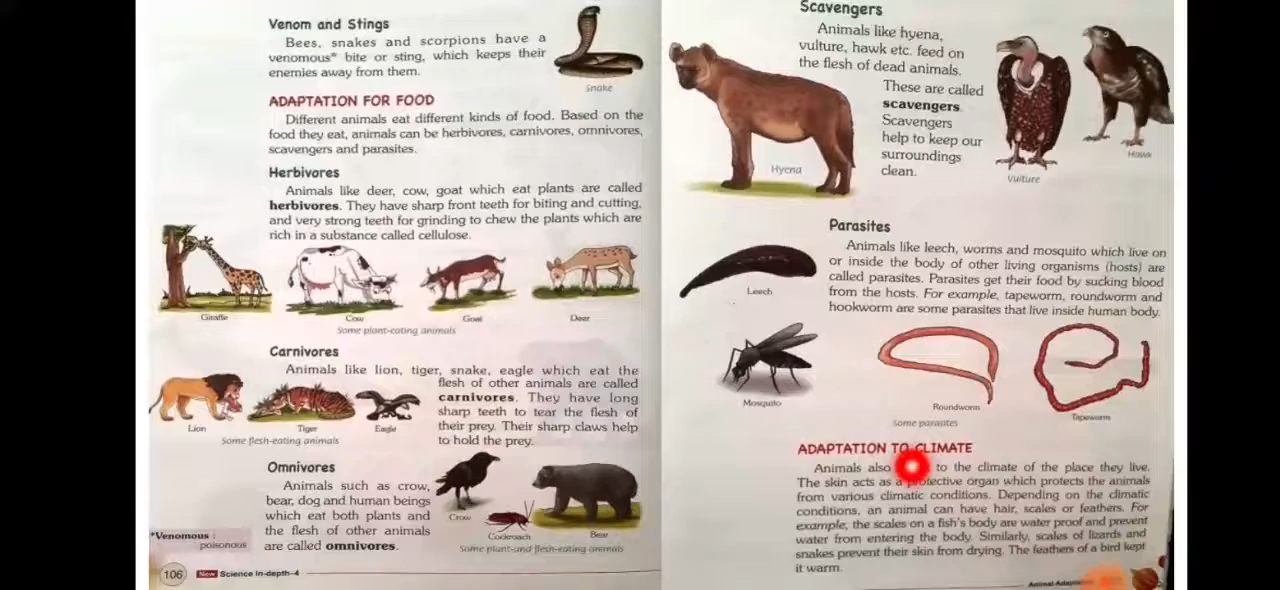 Venom and Stings
Bees, snakes and scorpions have a
venomous* bite or sting, which keeps their
enemies away from them.
Snake
ADAPTATION FOR FOOD
Different animals eat different kinds of food. Based on the
food they eat, animals can be herbivores, carnivores, omnivores,
scavengers and parasites.
Herbivores
Animals like deer, cow, goat which eat plants are called
herbivores. They have sharp front teeth for biting and cutting,
and very strong teeth for grinding to chew the plants which are
rich in a substance called cellulose.
Giraffe
Cow
Goat
Deer
Some plant-eating animals
Carnivores
Animals like lion, tiger, snake, eagle which eat the
flesh of other animals are called
carnivores. They have long
sharp teeth to tear the flesh of
their prey. Their sharp claws help
to hold the prey.
Lion
Tiger
Eagle
Some flesh-eating animals
Omnivores
Animals such as crow,
bear, dog and human beings
which eat both plants and
the flesh of other animals
are called omnivores.
Crow
Cockroach
Bear
Some plant-and flesh-eating animals
*Venomous :
poisonous
106 New Science In-depth-4
Scavengers
Animals like hyena,
vulture, hawk etc. feed on
the flesh of dead animals.
These are called
scavengers.
Scavengers
help to keep our
surroundings
clean.
Hyena
Vulture
Hawk
Parasites
Animals like leech, worms and mosquito which live on
or inside the body of other living organisms (hosts) are
called parasites. Parasites get their food by sucking blood
from the hosts. For example, tapeworm, roundworm and
hookworm are some parasites that live inside human body.
Leech
Mosquito
Roundworm
Tapeworm
Some parasites
ADAPTATION TO CLIMATE
Animals also to the climate of the place they live.
The skin acts as a protective organ which protects the animals
from various climatic conditions. Depending on the climatic
conditions, an animal can have hair, scales or feathers. For
example, the scales on a fish's body are water proof and prevent
water from entering the body. Similarly, scales of lizards and
snakes prevent their skin from drying. The feathers of a bird kept
it warm.
Animal